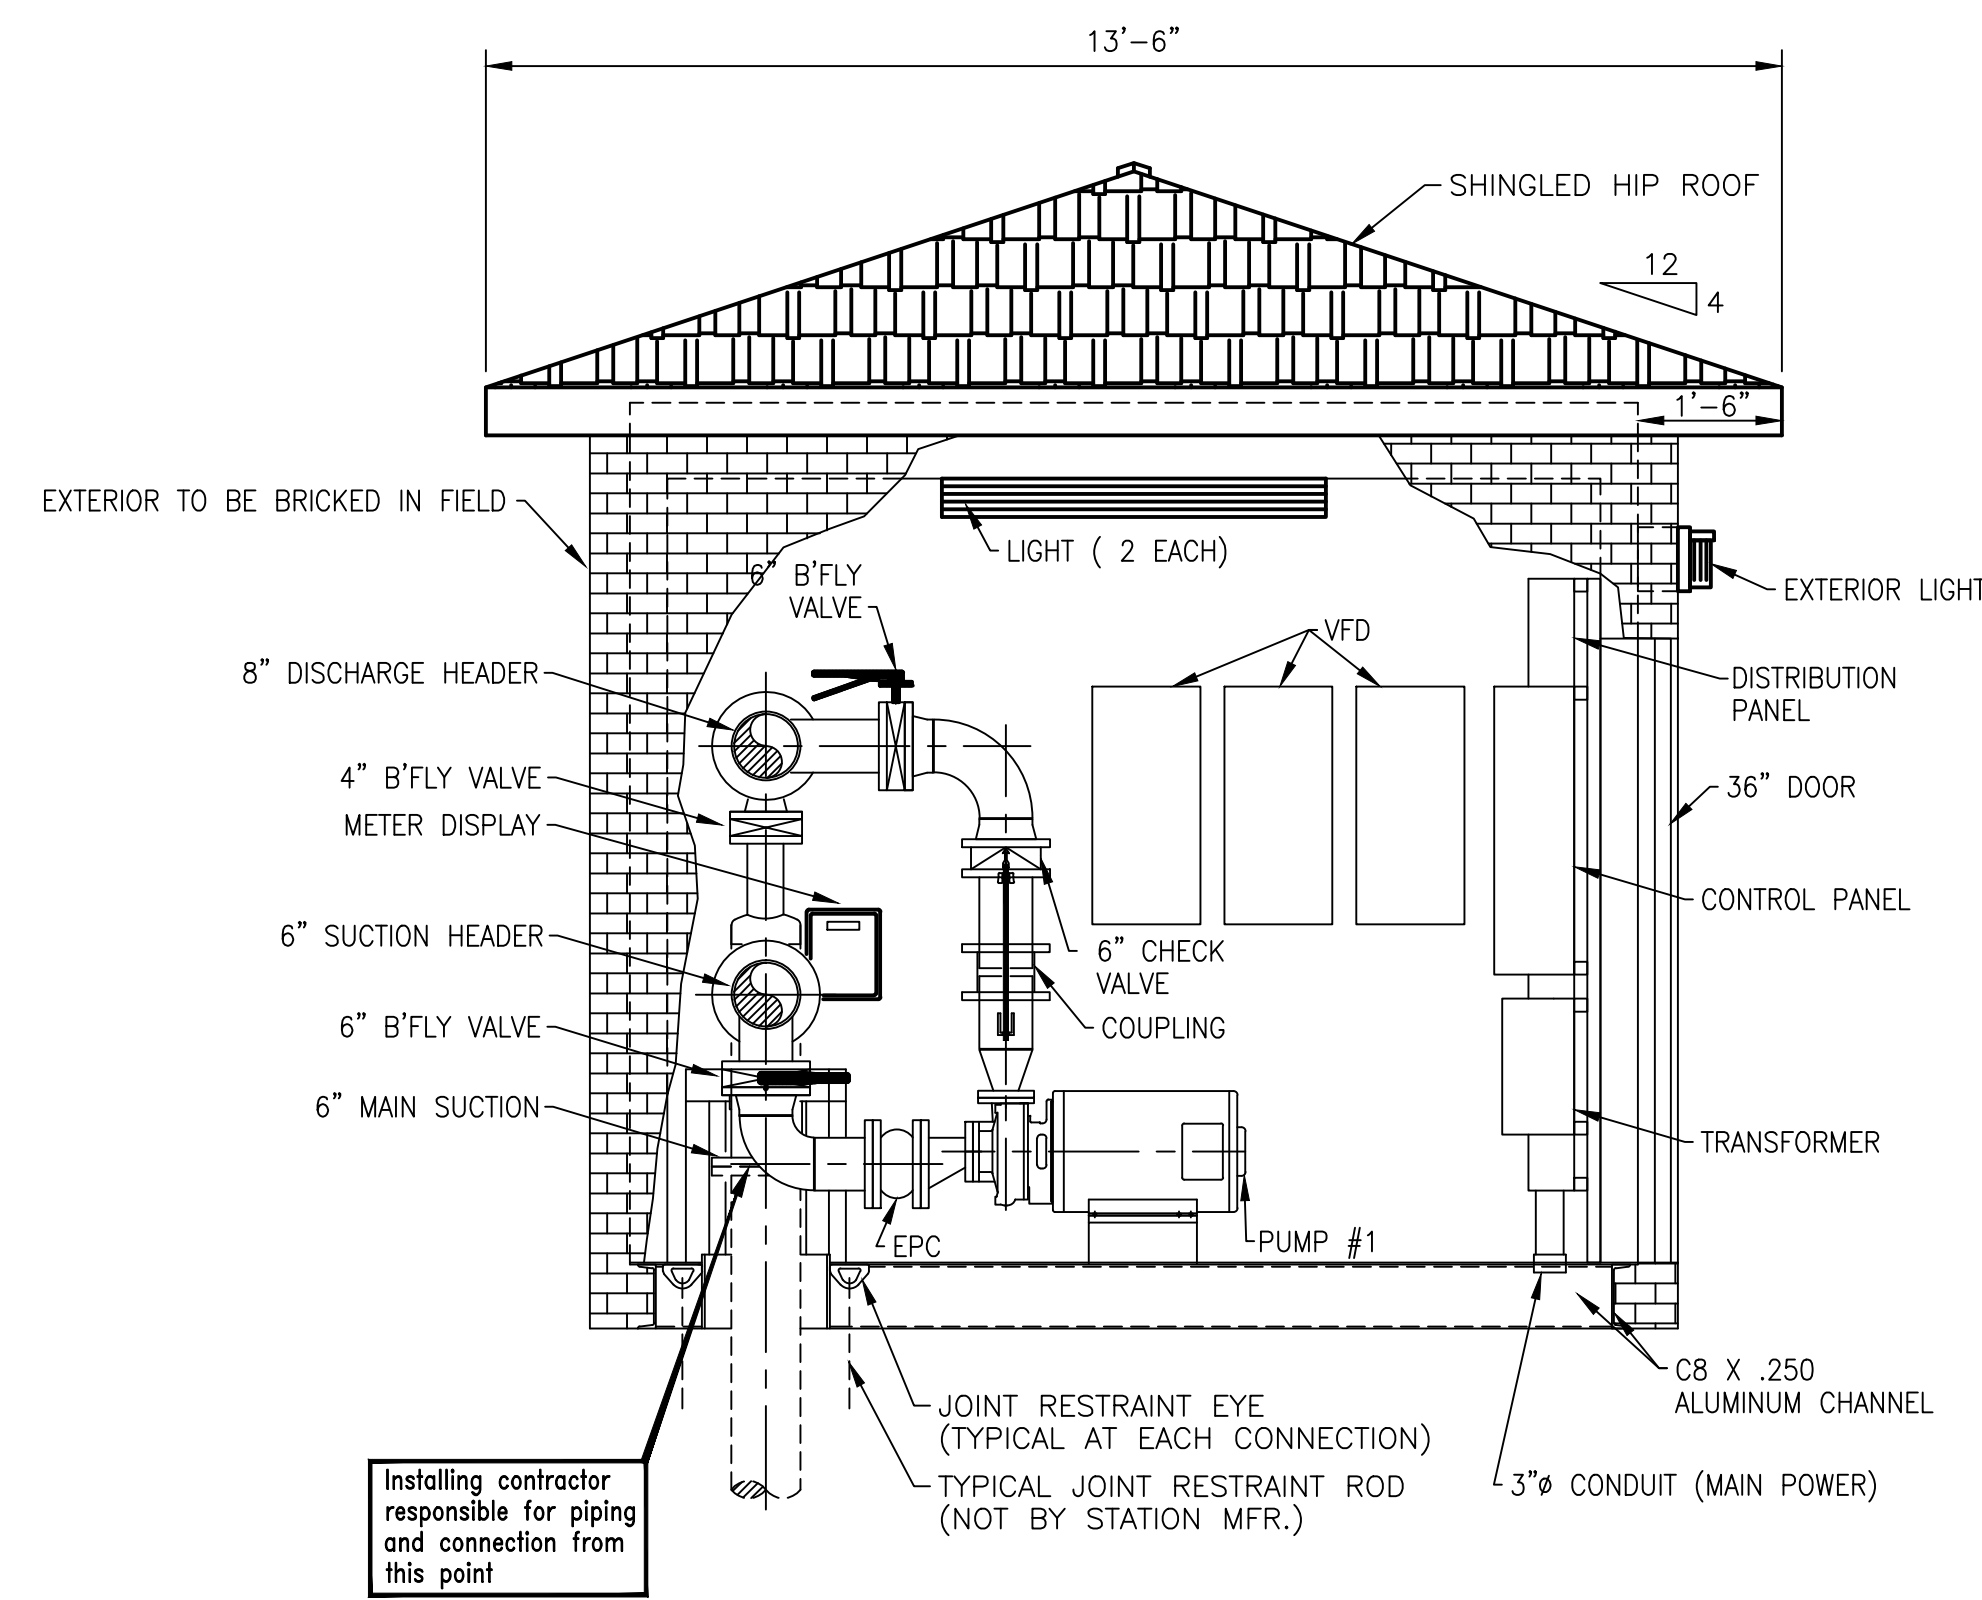 13'-6"
SHINGLED HIP ROOF
12
4
1'-6"
EXTERIOR TO BE BRICKED IN FIELD
LIGHT ( 2 EACH)
6" B'FLY
VALVE
EXTERIOR LIGHT
VFD
8" DISCHARGE HEADER
DISTRIBUTION
PANEL
4" B'FLY VALVE
36" DOOR
METER DISPLAY
CONTROL PANEL
6" SUCTION HEADER
6" CHECK
VALVE
6" B'FLY VALVE
COUPLING
6" MAIN SUCTION
TRANSFORMER
EPC
PUMP #1
C8 X .250
ALUMINUM CHANNEL
JOINT RESTRAINT EYE
(TYPICAL AT EACH CONNECTION)
TYPICAL JOINT RESTRAINT ROD
(NOT BY STATION MFR.)
3"ø CONDUIT (MAIN POWER)
Installing contractor
responsible for piping
and connection from
this point